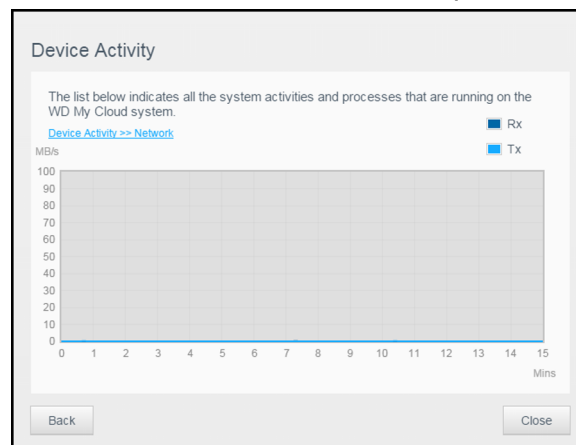 Device Activity
The list below indicates all the system activities and processes that are running on the
WD My Cloud system.
Device Activity >> Network
Rx
Tx
MB/s
100
90
80
70
60
50
40
30
20
10
0
0 1 2 3 4 5 6 7 8 9 10 11 12 13 14 15
Mins
Back
Close